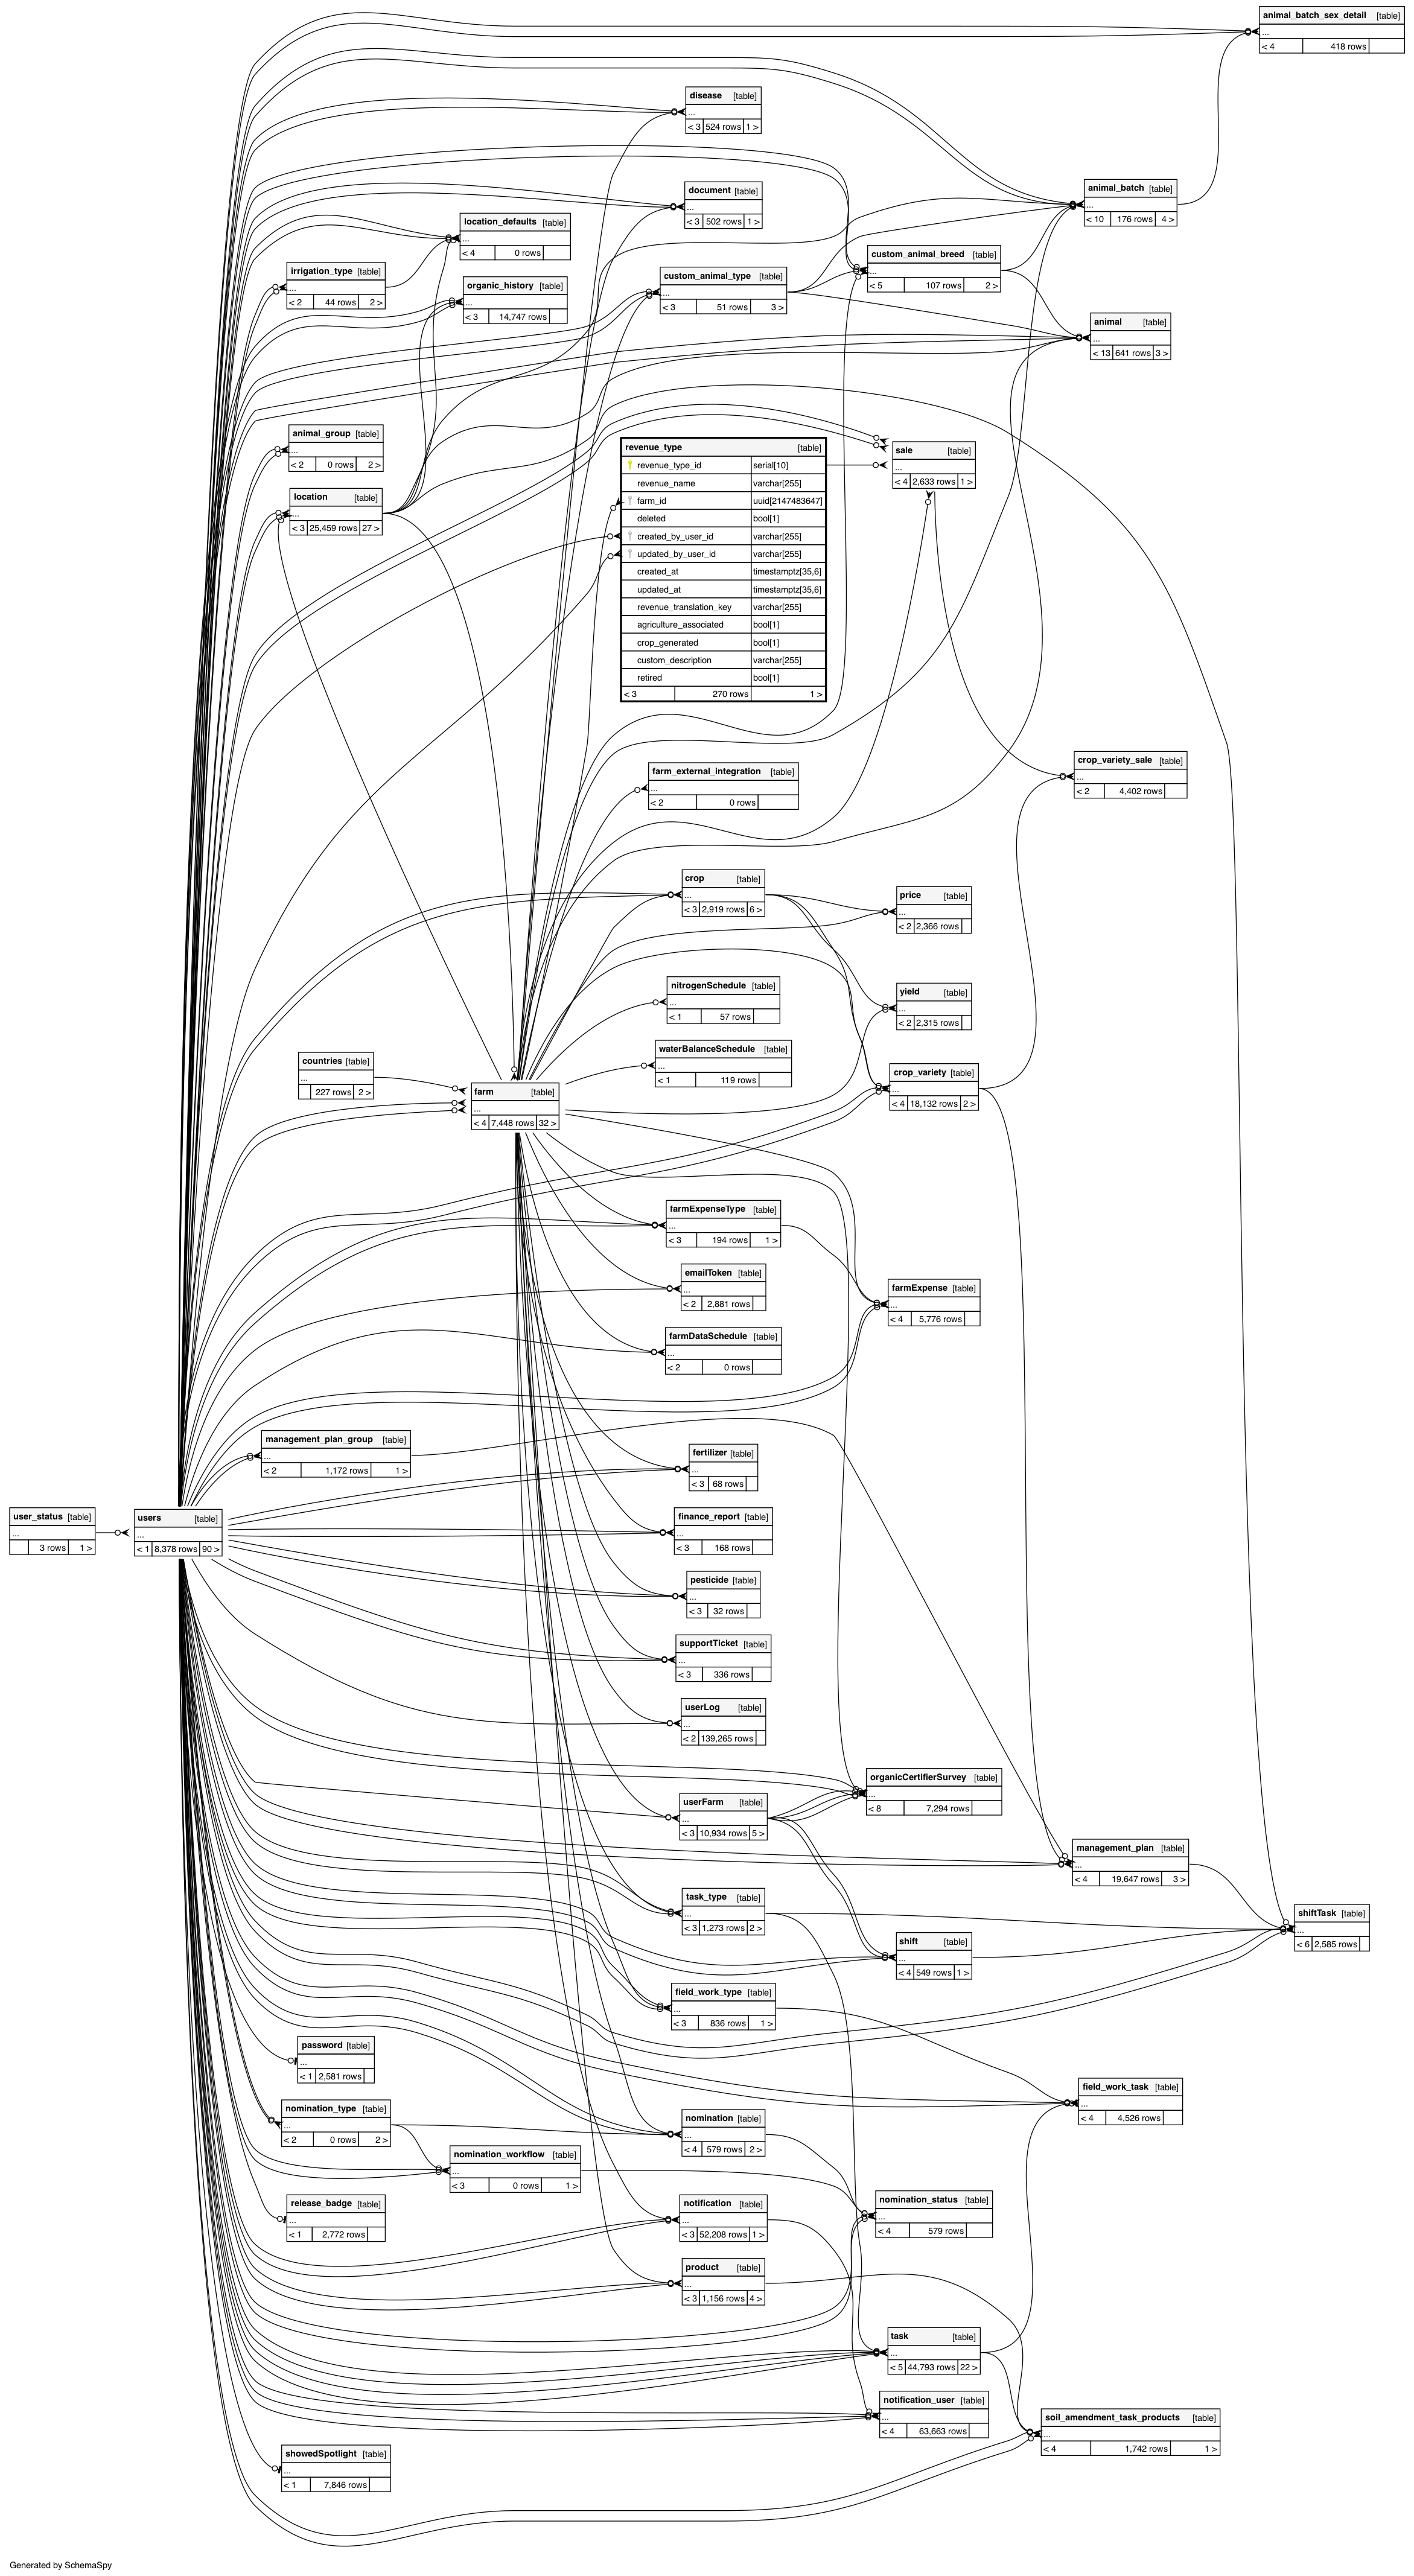 animal_batch_sex_detail [table]
...
< 4 418 rows
disease [table]
...
< 3 524 rows 1 >
document [table]
...
< 3 502 rows 1 >
animal_batch [table]
...
< 10 176 rows 4 >
location_defaults [table]
...
< 4 0 rows
custom_animal_breed [table]
...
< 5 107 rows 2 >
irrigation_type [table]
...
< 2 44 rows 2 >
custom_animal_type [table]
...
< 3 51 rows 3 >
organic_history [table]
...
< 3 14,747 rows
animal [table]
...
< 13 641 rows 3 >
animal_group [table]
...
< 2 0 rows 2 >
location [table]
...
< 3 25,459 rows 27 >
revenue_type [table]
revenue_type_id serial[10]
revenue_name varchar[255]
farm_id uuid[2147483647]
deleted bool[1]
created_by_user_id varchar[255]
updated_by_user_id varchar[255]
created_at timestamptz[35,6]
updated_at timestamptz[35,6]
revenue_translation_key varchar[255]
agriculture_associated bool[1]
crop_generated bool[1]
custom_description varchar[255]
retired bool[1]
< 3 270 rows 1 >
sale [table]
...
< 4 2,633 rows 1 >
crop_variety_sale [table]
...
< 2 4,402 rows
farm_external_integration [table]
...
< 2 0 rows
crop [table]
...
< 3 2,919 rows 6 >
price [table]
...
< 2 2,366 rows
nitrogenSchedule [table]
...
< 1 57 rows
yield [table]
...
< 2 2,315 rows
waterBalanceSchedule [table]
...
< 1 119 rows
countries [table]
...
227 rows 2 >
crop_variety [table]
...
< 4 18,132 rows 2 >
farm [table]
...
< 4 7,448 rows 32 >
farmExpenseType [table]
...
< 3 194 rows 1 >
emailToken [table]
...
< 2 2,881 rows
farmExpense [table]
...
< 4 5,776 rows
farmDataSchedule [table]
...
< 2 0 rows
management_plan_group [table]
...
< 2 1,172 rows 1 >
fertilizer [table]
...
< 3 68 rows
user_status [table]
...
3 rows 1 >
users [table]
...
< 1 8,378 rows 90 >
finance_report [table]
...
< 3 168 rows
pesticide [table]
...
< 3 32 rows
supportTicket [table]
...
< 3 336 rows
userLog [table]
...
< 2 139,265 rows
organicCertifierSurvey [table]
...
< 8 7,294 rows
userFarm [table]
...
< 3 10,934 rows 5 >
management_plan [table]
...
< 4 19,647 rows 3 >
task_type [table]
...
< 3 1,273 rows 2 >
shiftTask [table]
...
< 6 2,585 rows
shift [table]
...
< 4 549 rows 1 >
field_work_type [table]
...
< 3 836 rows 1 >
password [table]
...
< 1 2,581 rows
field_work_task [table]
...
< 4 4,526 rows
nomination_type [table]
...
< 2 0 rows 2 >
nomination [table]
...
< 4 579 rows 2 >
nomination_workflow [table]
...
< 3 0 rows 1 >
release_badge [table]
...
< 1 2,772 rows
notification [table]
...
< 3 52,208 rows 1 >
nomination_status [table]
...
< 4 579 rows
product [table]
...
< 3 1,156 rows 4 >
task [table]
...
< 5 44,793 rows 22 >
notification_user [table]
...
< 4 63,663 rows
soil_amendment_task_products [table]
...
< 4 1,742 rows 1 >
showedSpotlight [table]
...
< 1 7,846 rows
Generated by SchemaSpy